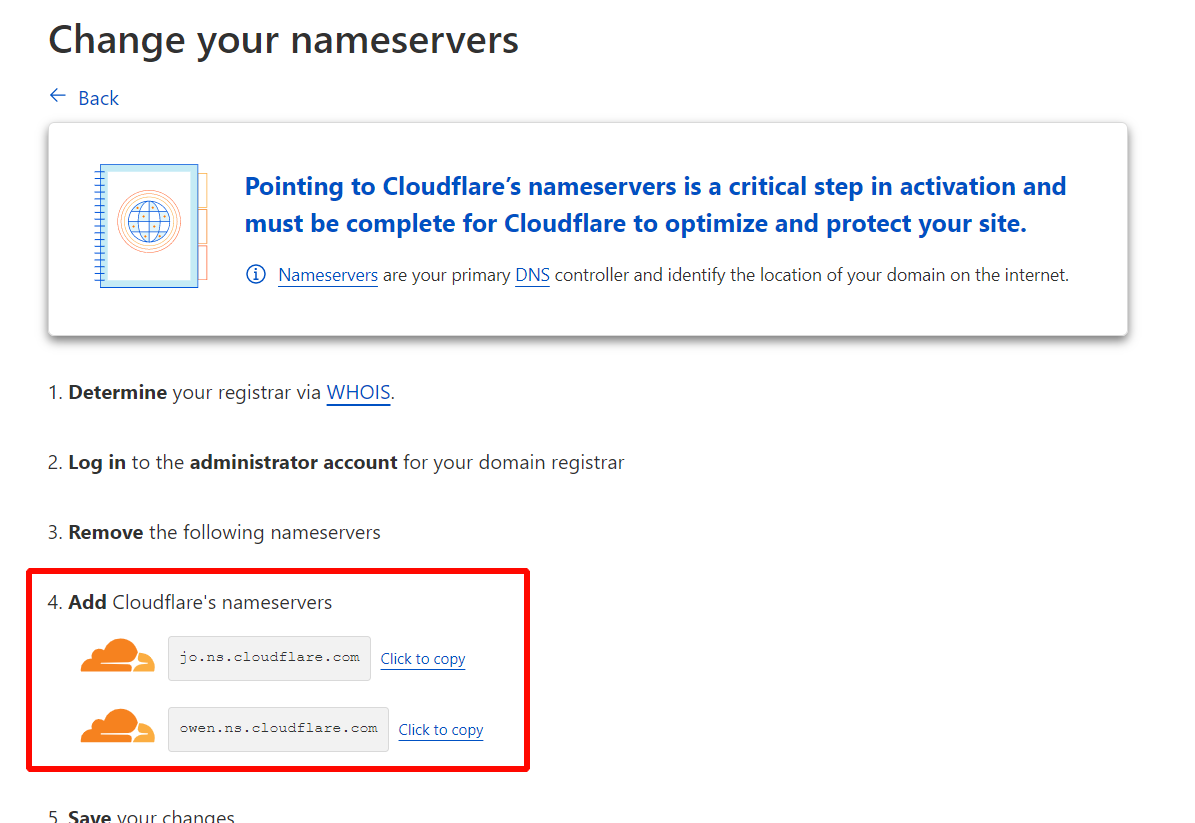 Change your nameservers
← Back
Pointing to Cloudflare’s nameservers is a critical step in activation and
must be complete for Cloudflare to optimize and protect your site.
Nameservers are your primary DNS controller and identify the location of your domain on the internet.
1. Determine your registrar via WHOIS.
2. Log in to the administrator account for your domain registrar
3. Remove the following nameservers
4. Add Cloudflare's nameservers
jo.ns.cloudflare.com Click to copy
owen.ns.cloudflare.com Click to copy
5. Save your changes